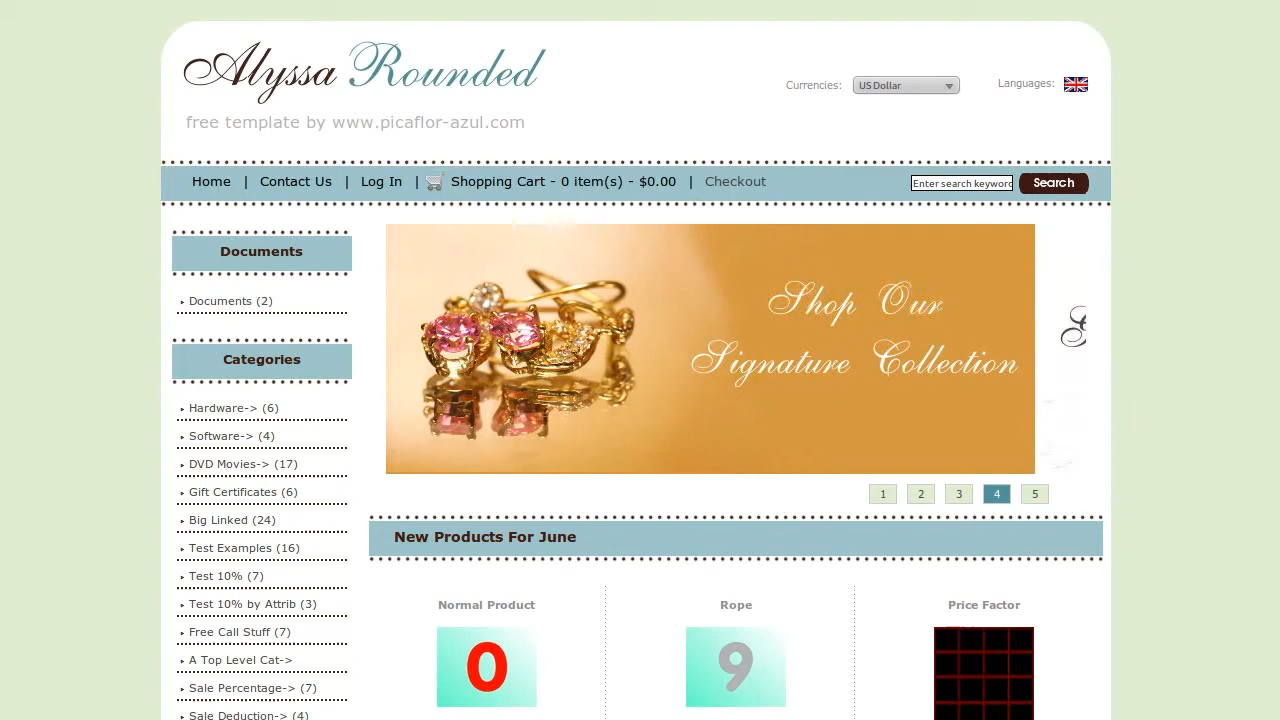 Alyssa Rounded
free template by www.picaflor-azul.com
Currencies: US Dollar Languages:
Home | Contact Us | Log In | Shopping Cart - 0 item(s) - $0.00 | Checkout
Enter search keyword Search
Documents
Documents (2)
Categories
Hardware-> (6)
Software-> (4)
DVD Movies-> (17)
Gift Certificates (6)
Big Linked (24)
Test Examples (16)
Test 10% (7)
Test 10% by Attrib (3)
Free Call Stuff (7)
A Top Level Cat->
Sale Percentage-> (7)
Sale Deduction-> (4)
Shop Our
Signature Collection
1 2 3 4 5
New Products For June
Normal Product
Rope
Price Factor
0
9